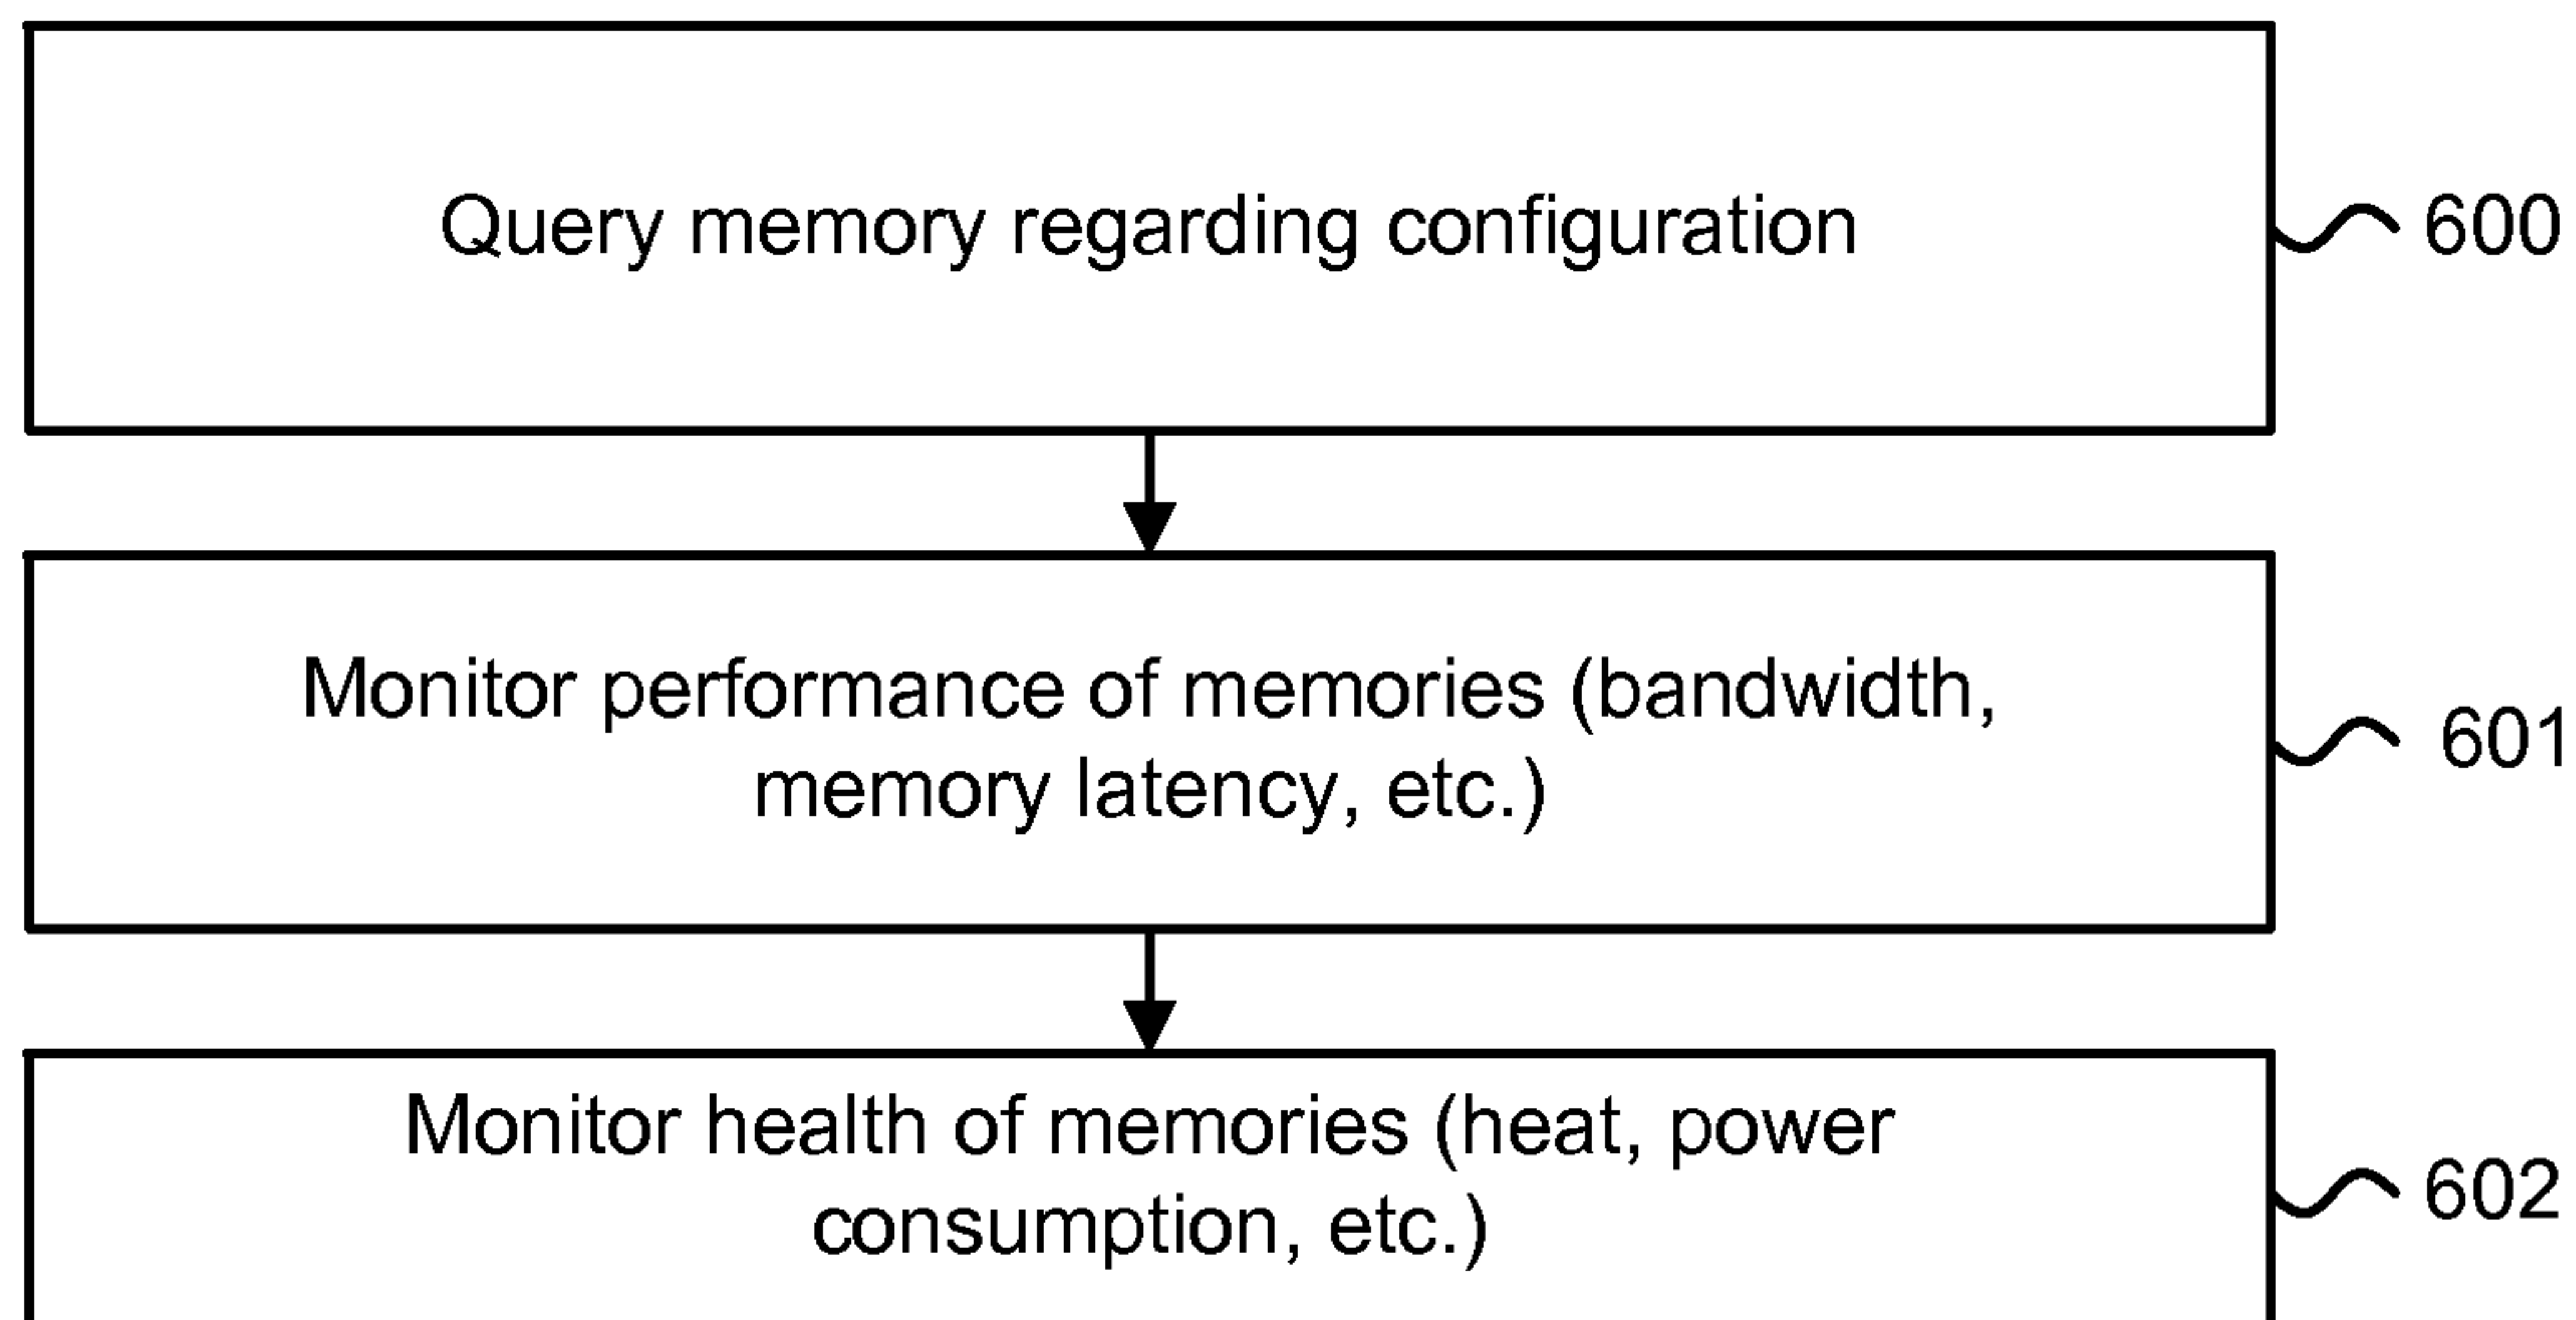 Query memory regarding configuration
600
Monitor performance of memories (bandwidth,
memory latency, etc.)
601
Monitor health of memories (heat, power
consumption, etc.)
602